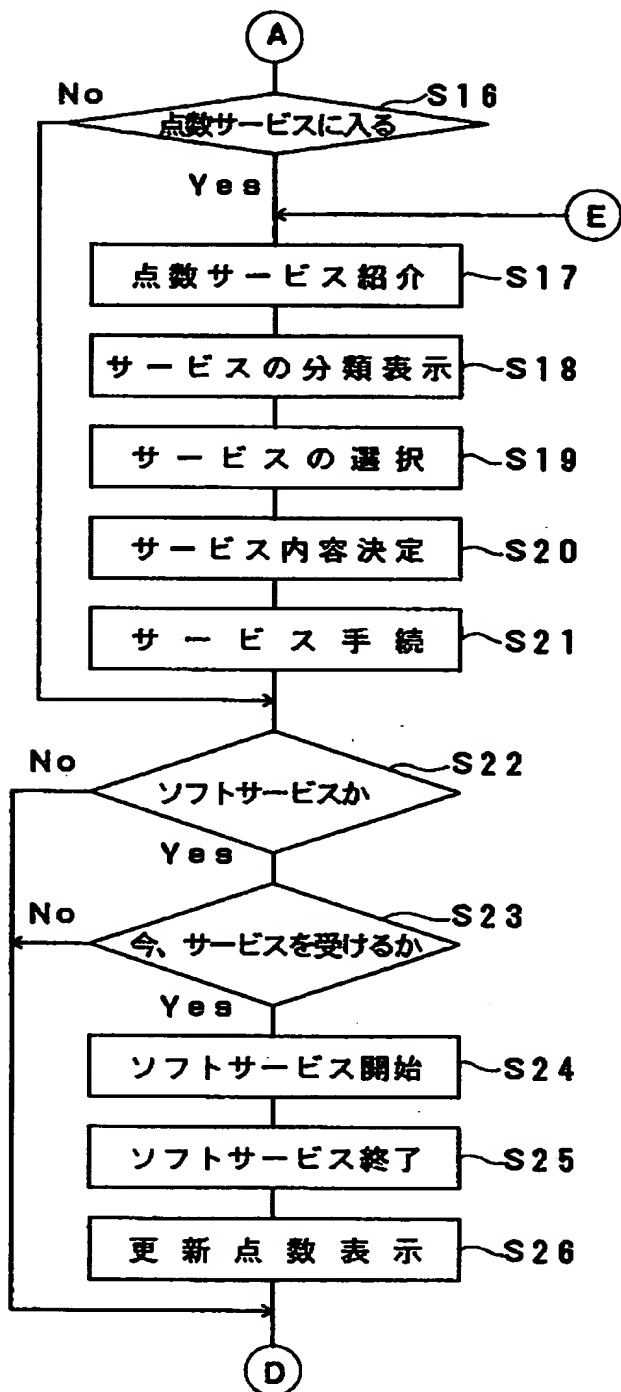 A
No
S16
点数サービスに入る
Yes
E
点数サービス紹介
S17
サービスの分類表示
S18
サービスの選択
S19
サービス内容決定
S20
サービス手続
S21
No
S22
ソフトサービスか
Yes
No
S23
今、サービスを受けるか
Yes
ソフトサービス開始
S24
ソフトサービス終了
S25
更新点数表示
S26
D